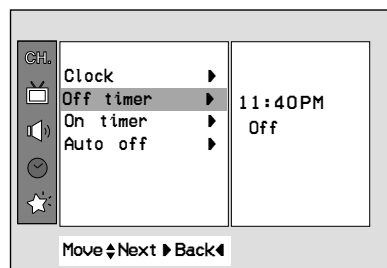 CH.
Clock ▶
Off timer ▶
On timer ▶
Auto off ▶
11:40PM
Off
Move ▲▼ Next ▶ Back ◀